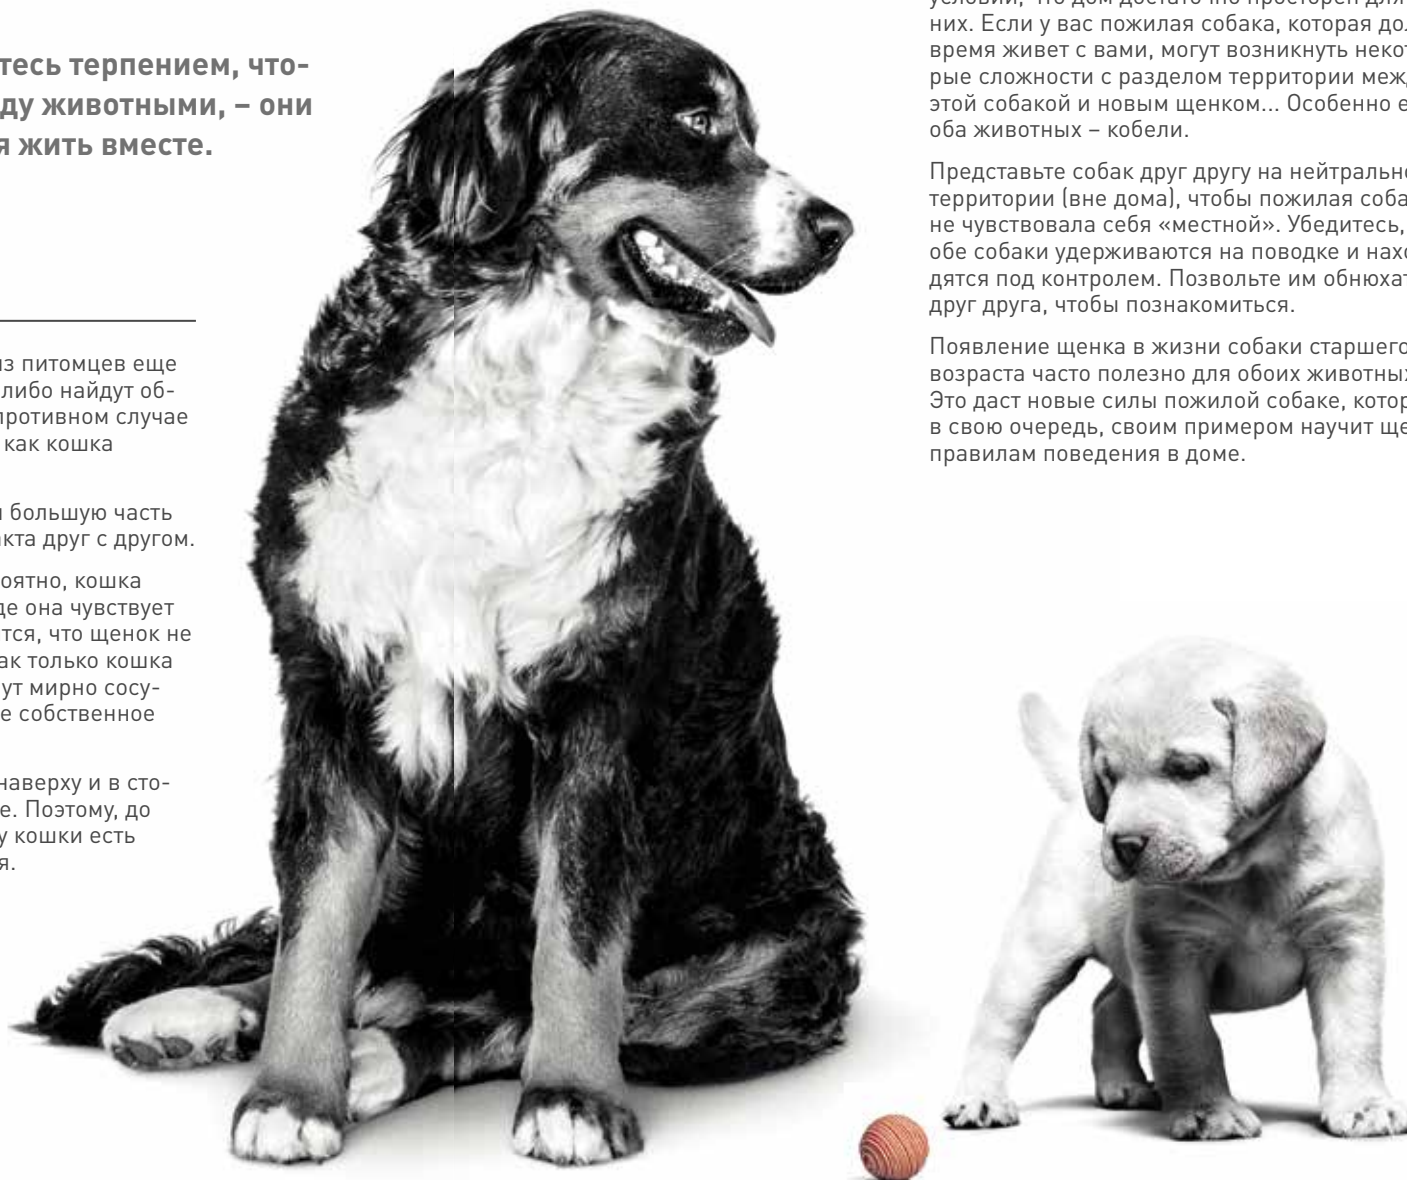 тесь терпением, что-
ду животными, – они
я жить вместе.
из питомцев еще
либо найдут об-
противном случае
как кошка
и большую часть
акта друг с другом.
оятно, кошка
де она чувствует
тся, что щенок не
ак только кошка
ут мирно сосу-
е собственное
наверху и в сто-
е. Поэтому, до
у кошки есть
я.
условии, что дом достаточно просторен для
них. Если у вас пожилая собака, которая дол
время живет с вами, могут возникнуть некот
рые сложности с разделом территории меж
этой собакой и новым щенком... Особенно е
оба животных – кобели.
Представьте собак друг другу на нейтрально
территории (вне дома), чтобы пожилая соба
не чувствовала себя «местной». Убедитесь,
обе собаки удерживаются на поводке и нахо
дятся под контролем. Позвольте им обнюхат
друг друга, чтобы познакомиться.
Появление щенка в жизни собаки старшего
возраста часто полезно для обоих животных
Это даст новые силы пожилой собаке, котор
в свою очередь, своим примером научит ще
правилам поведения в доме.